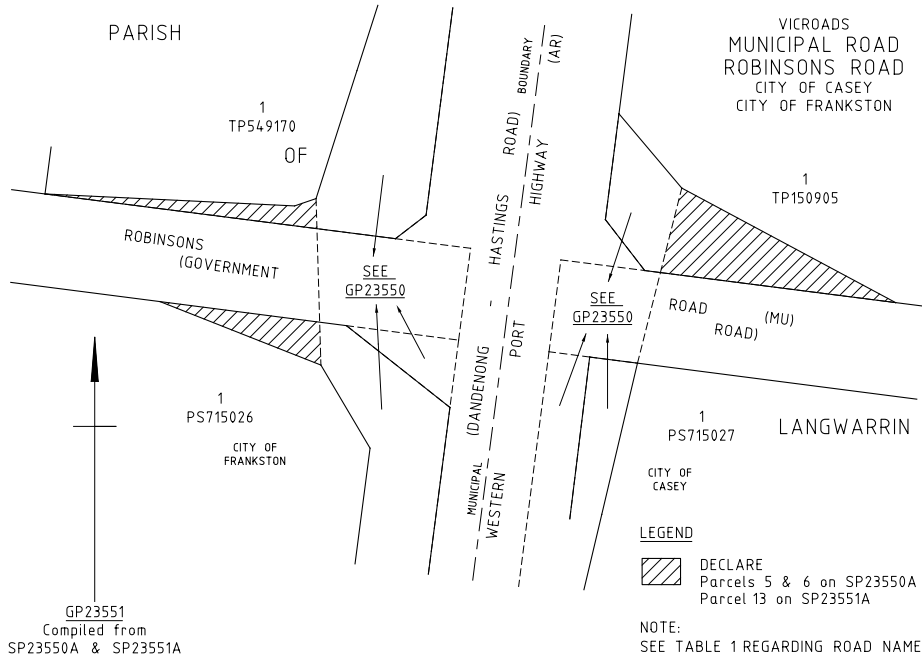 PARISH
VICROADS
MUNICIPAL ROAD
ROBINSONS ROAD
CITY OF CASEY
CITY OF FRANKSTON
1
TP549170
OF
1
TP150905
ROBINSONS
(GOVERNMENT
SEE
GP23550
SEE
GP23550
ROAD (MU)
ROAD)
MUNICIPAL BOUNDARY
(DANDENONG - HASTINGS ROAD)
WESTERN PORT HIGHWAY (AR)
1
PS715026
CITY OF
FRANKSTON
1
PS715027
LANGWARRIN
CITY OF
CASEY
LEGEND
DECLARE
Parcels 5 & 6 on SP23550A
Parcel 13 on SP23551A
GP23551
Compiled from
SP23550A & SP23551A
NOTE:
SEE TABLE 1 REGARDING ROAD NAME